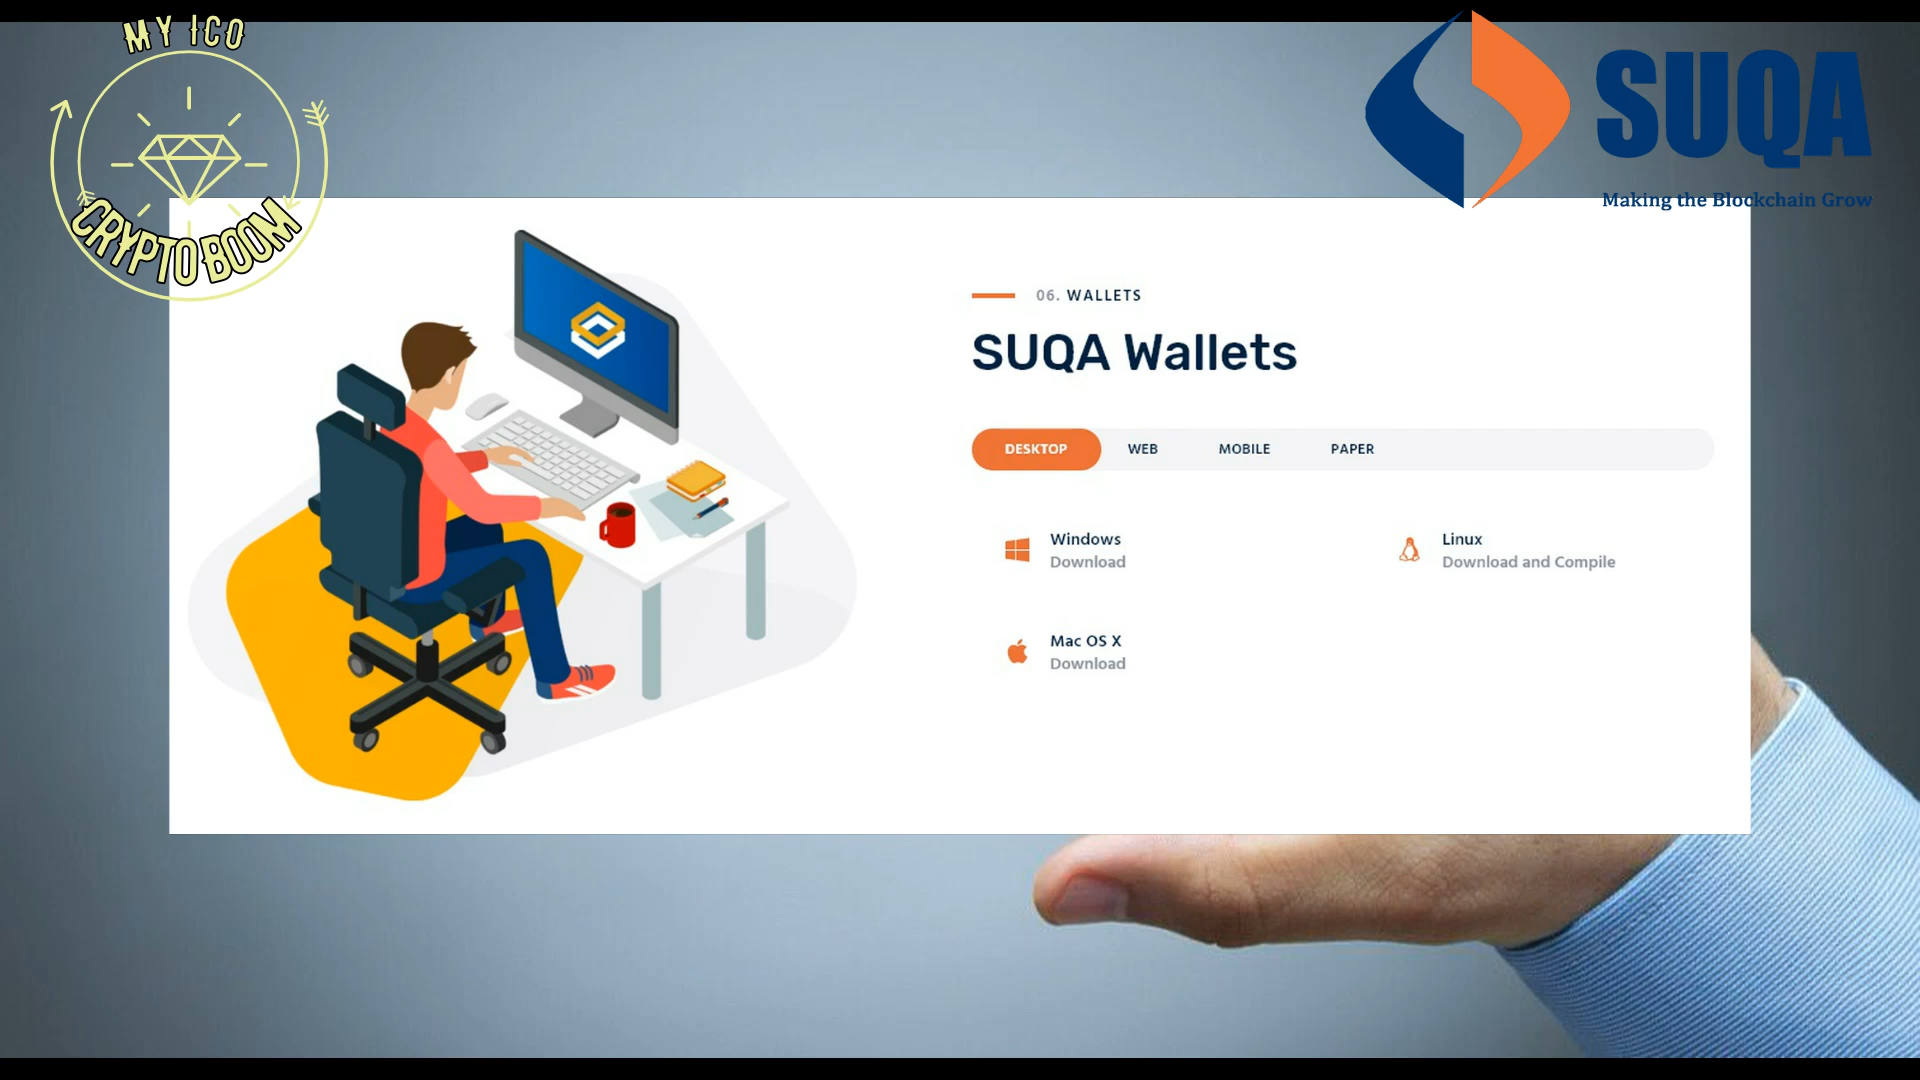 MY ICO
CRYPTO BOOM
SUQA
Making the Blockchain Grow
06. WALLETS
SUQA Wallets
DESKTOP WEB MOBILE PAPER
Windows
Download
Linux
Download and Compile
Mac OS X
Download